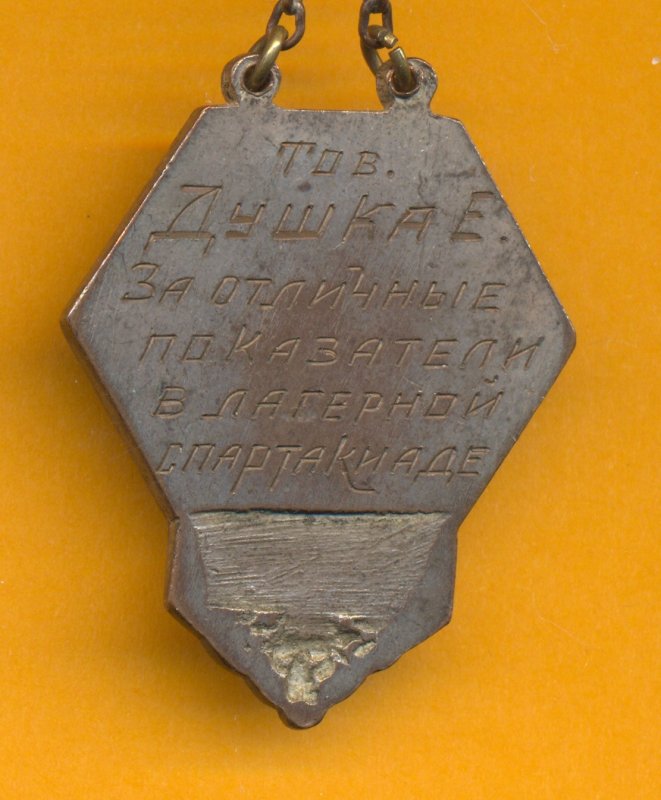 Тов.
Душка Е.
За отличные
показатели
в лагерной
спартакиаде